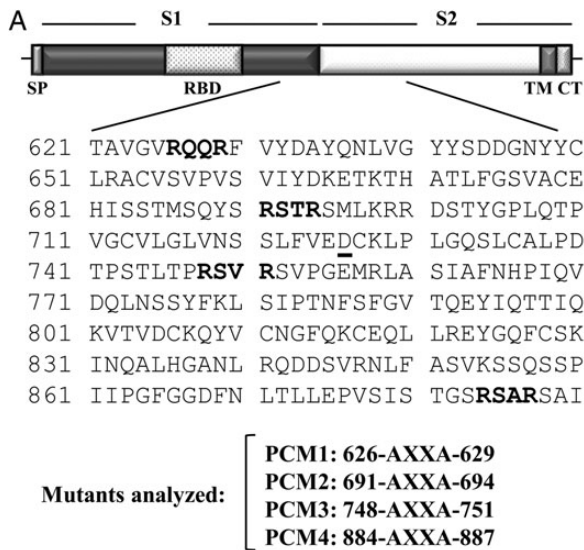 A
S1 S2
SP RBD TM CT
621 TAVGVRQQRF VYDAYQNLVG YYSDDGNYYC
651 LRACVSVPVS VIYDKETKTH ATLFGSVACE
681 HISSTMSQYS RSTRSMLKRR DSTYGPLQTP
711 VGCVLGLVNS SLFVEDCKLP LGQSLCALPD
741 TPSTLTPRSV RSVPGEMRLA SIAFNHPIQV
771 DQLNSSYFKL SIPTNFSFGV TQEYIQTTIQ
801 KVTVDCKQYV CNGFQKCEQL LREYGQFCSK
831 INQALHGANL RQDDSVRNLF ASVKSSQSSP
861 IIPGFGGDFN LTLLEPVSIS TGSRSARSAI
Mutants analyzed:
PCM1: 626-AXXA-629
PCM2: 691-AXXA-694
PCM3: 748-AXXA-751
PCM4: 884-AXXA-887